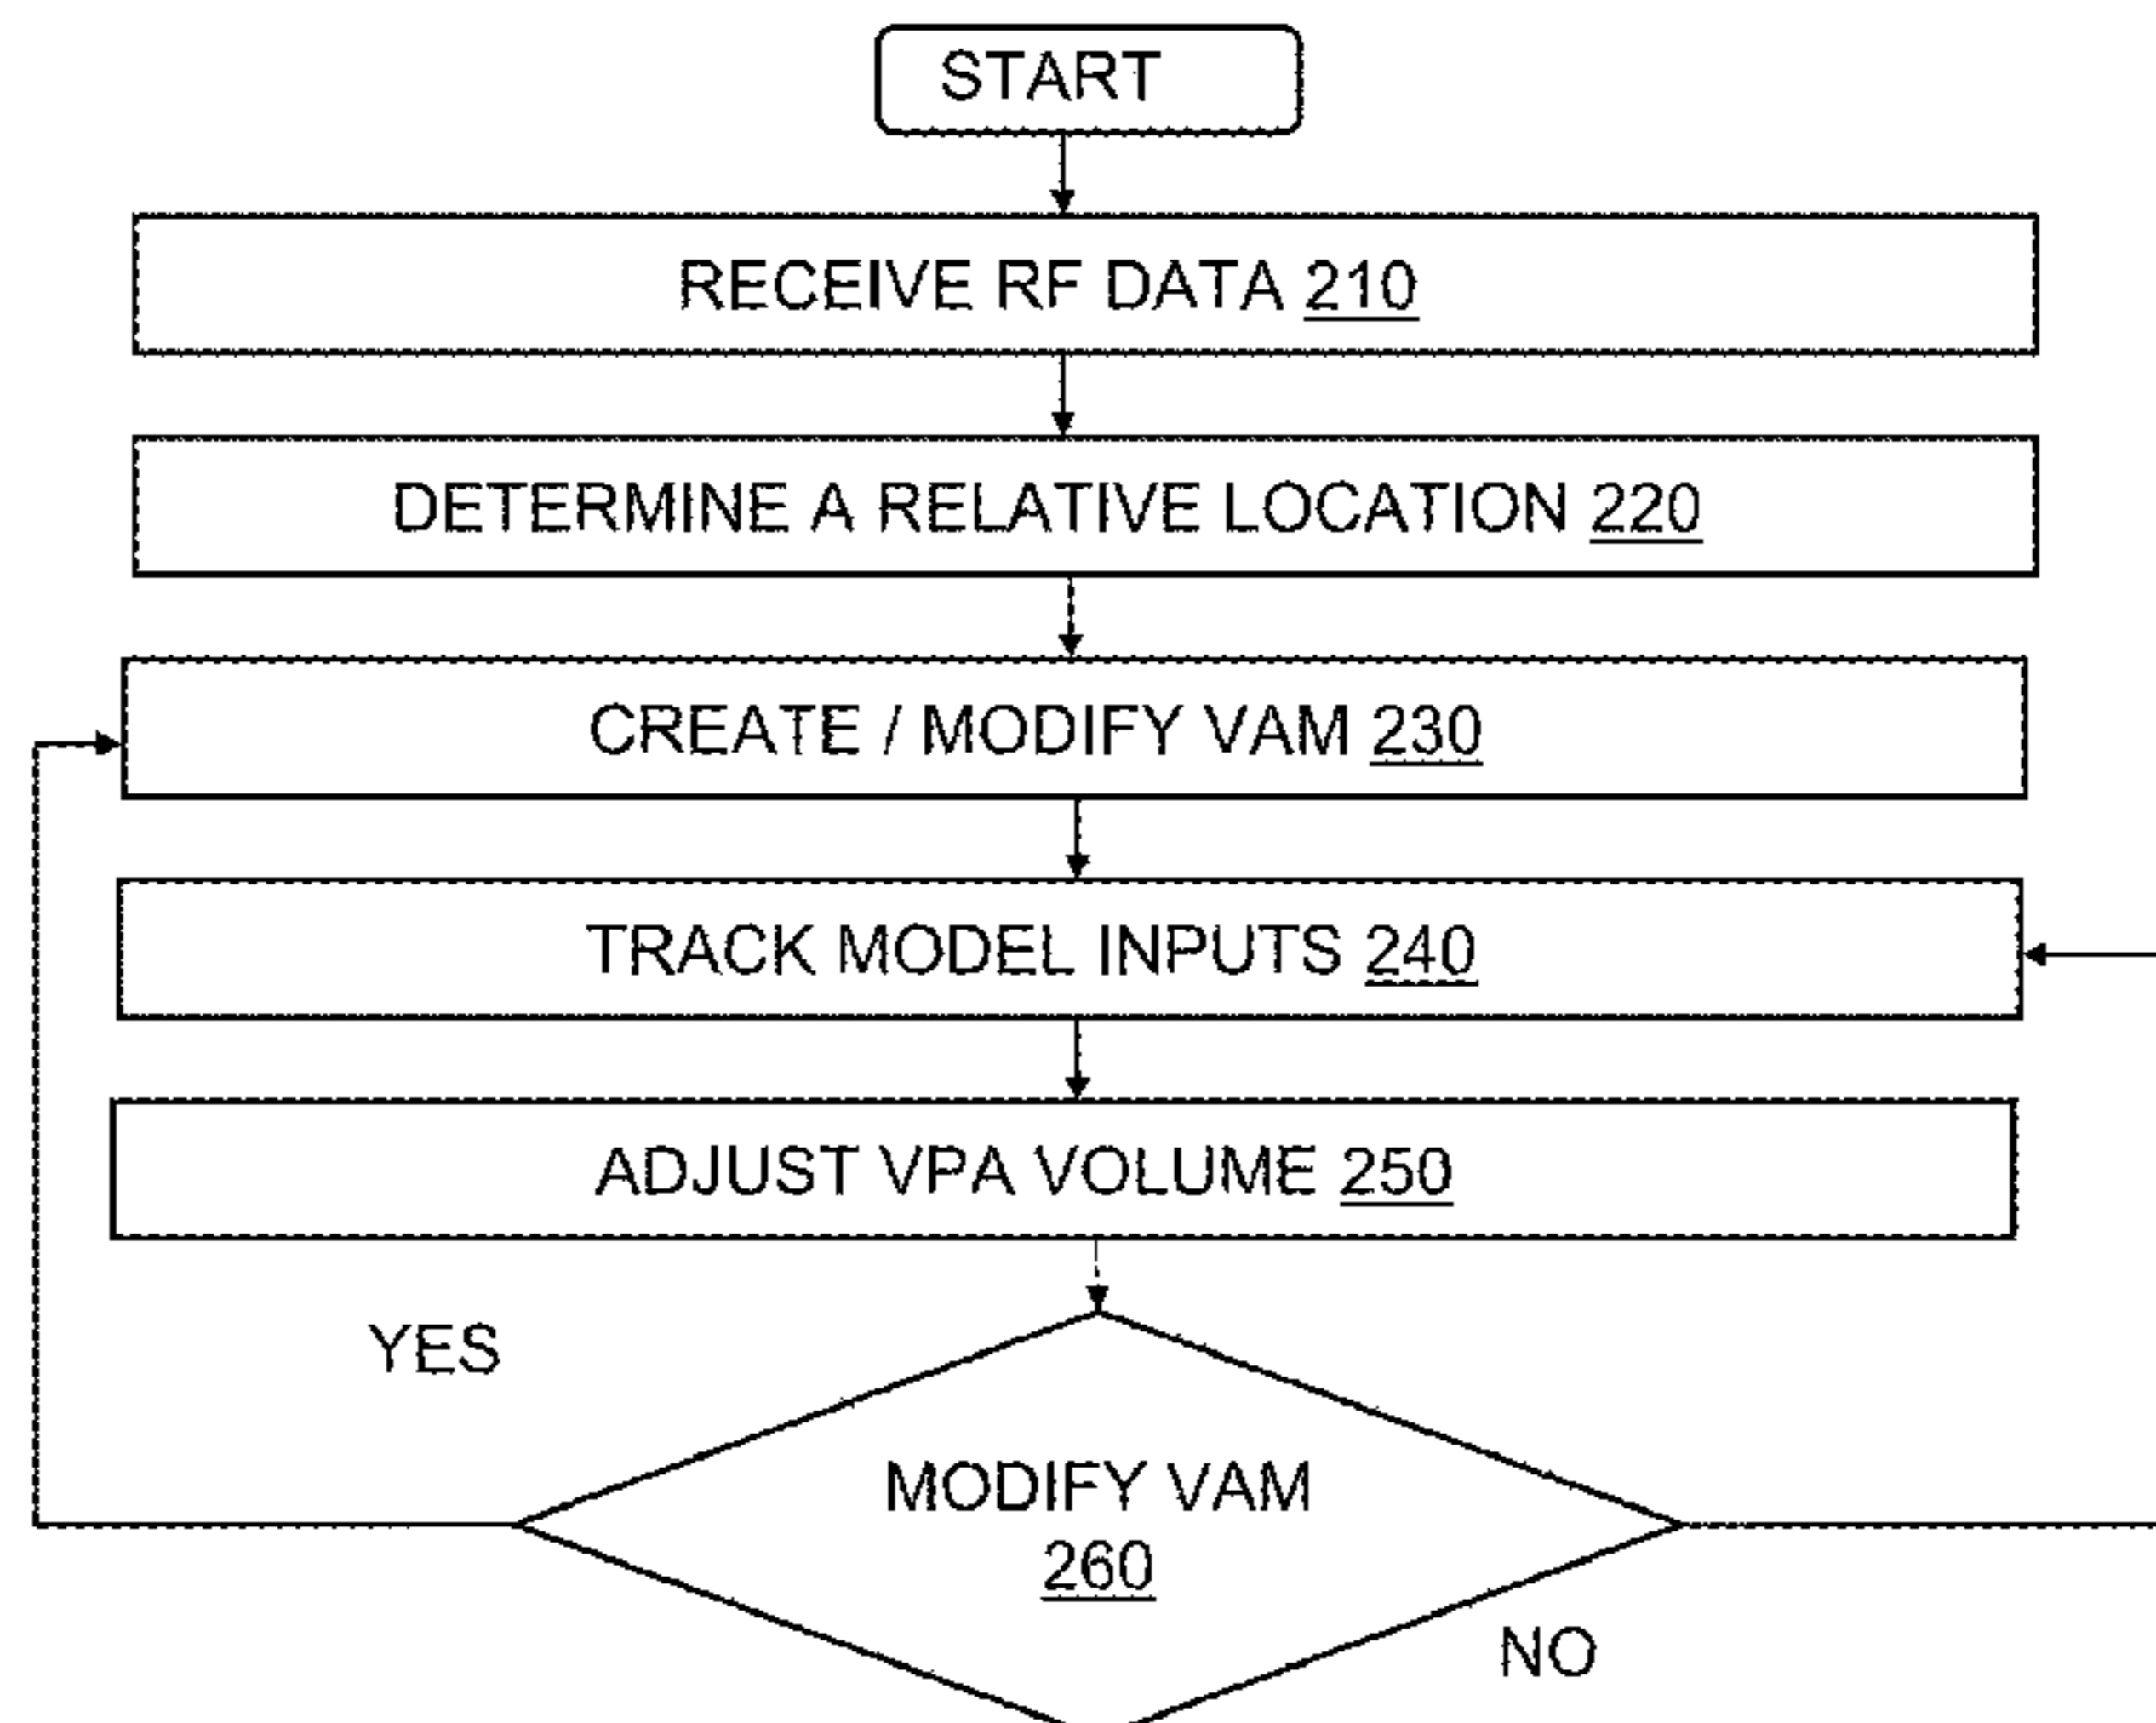 START
RECEIVE RF DATA 210
DETERMINE A RELATIVE LOCATION 220
CREATE / MODIFY VAM 230
TRACK MODEL INPUTS 240
ADJUST VPA VOLUME 250
YES
MODIFY VAM
260
NO